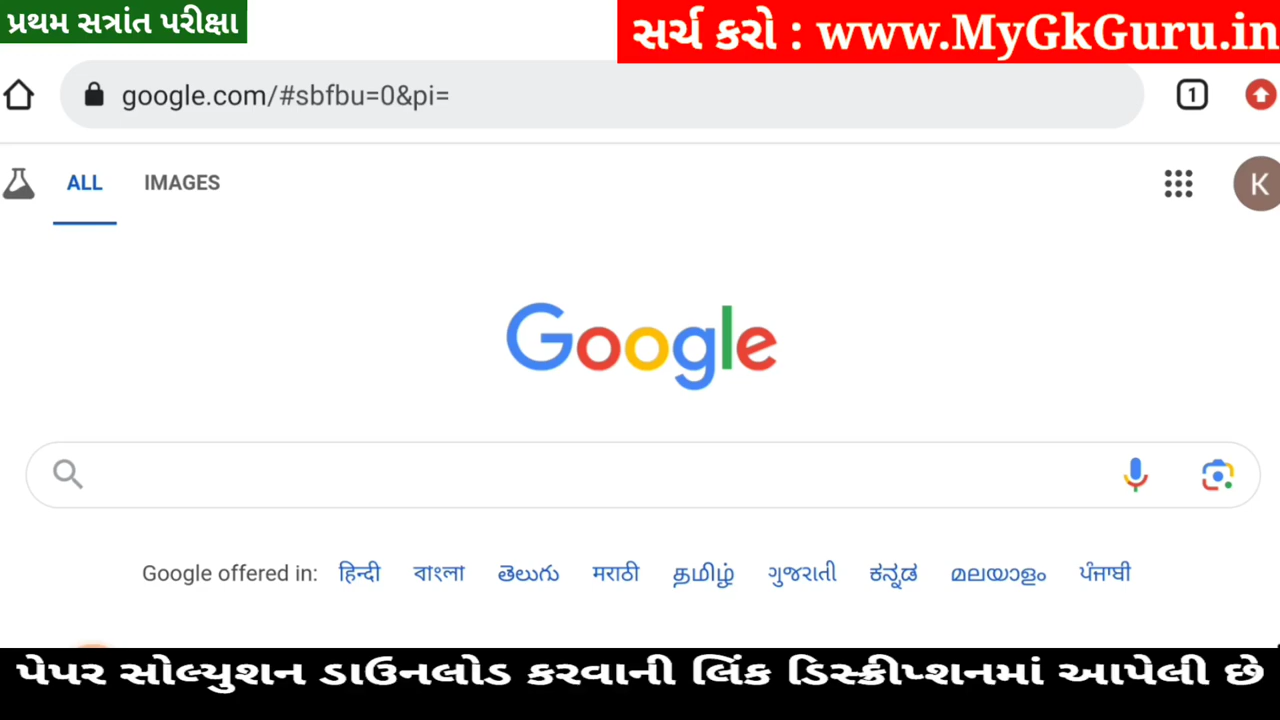 પ્રથમ સત્રાંત પરીક્ષા
સર્ચ કરો : www.MyGkGuru.in
google.com/#sbfbu=0&pi=
1
ALL IMAGES
K
Google
Google offered in: हिन्दी বাংলা తెలుగు मराठी தமிழ் ગુજરાતી ಕನ್ನಡ മലയാളം ਪੰਜਾਬੀ
પેપર સોલ્યુશન ડાઉનલોડ કરવાની લિંક ડિસ્ક્રીપ્શનમાં આપેલી છે